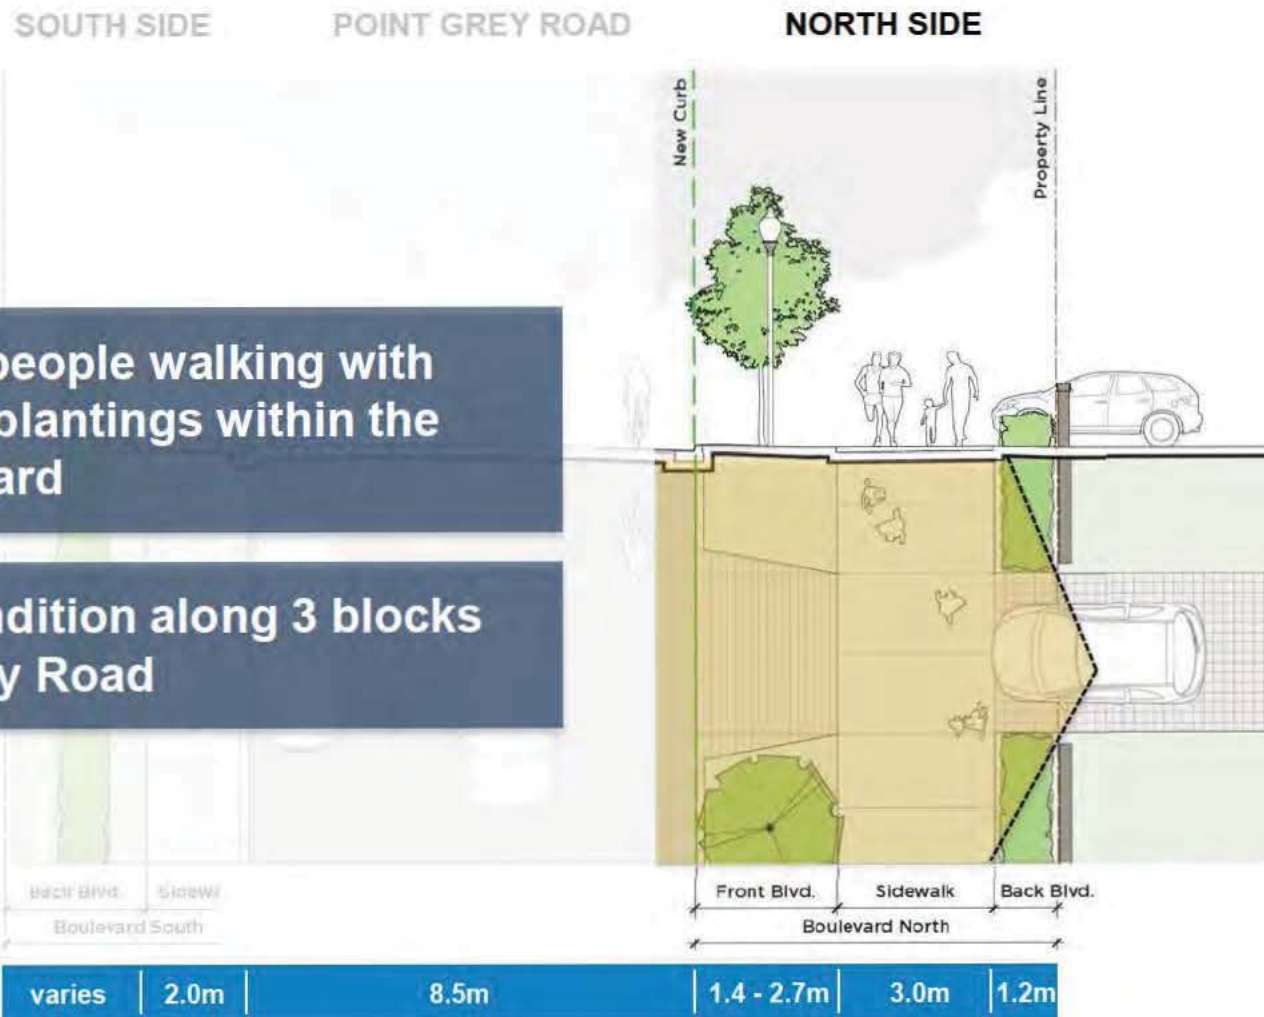 SOUTH SIDE
POINT GREY ROAD
NORTH SIDE
New Curb
Property Line
people walking with
plantings within the
ard
ndition along 3 blocks
y Road
Back Blvd.
Sidewa
Front Blvd.
Sidewalk
Back Blvd.
Boulevard South
Boulevard North
varies
2.0m
8.5m
1.4 - 2.7m
3.0m
1.2m